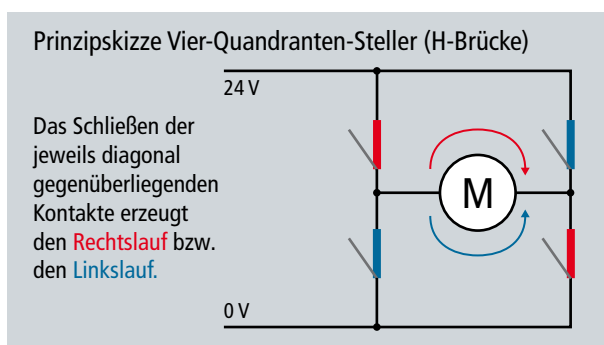 Prinzipskizze Vier-Quadranten-Steller (H-Brücke)
24 V
Das Schließen der
jeweils diagonal
gegenüberliegenden
Kontakte erzeugt
den Rechtslauf bzw.
den Linkslauf.
M
0 V